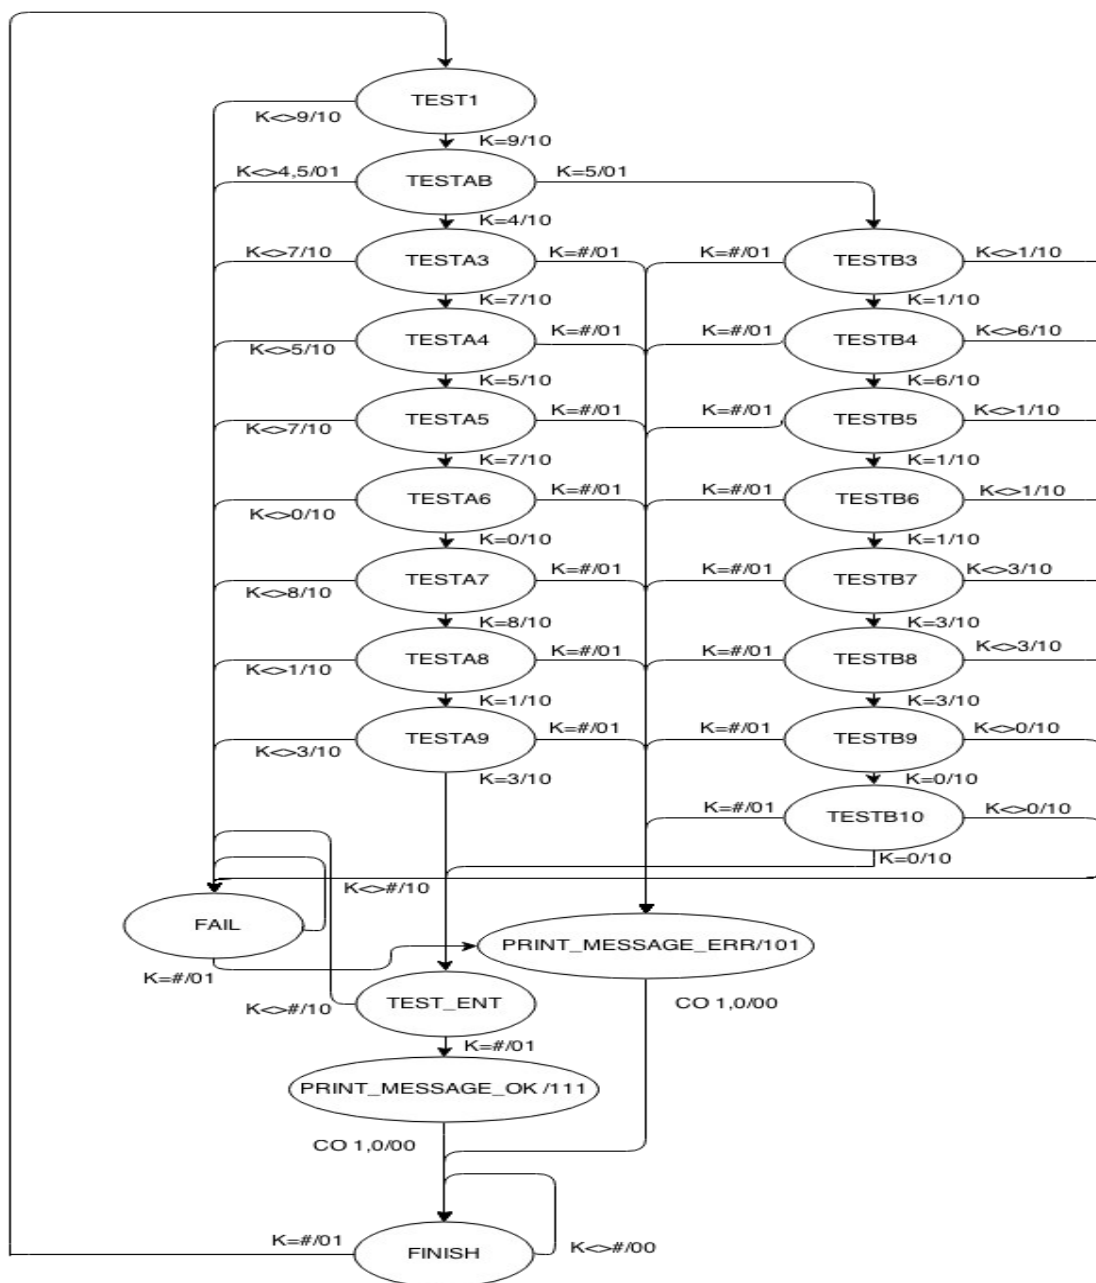 TEST1
K<>9/10
K=9/10
K<>4,5/01
TESTAB
K=5/01
K=4/10
K<>7/10
TESTA3
K=#/01
K=#/01
TESTB3
K<>1/10
K=7/10
K=1/10
TESTA4
K=#/01
K=#/01
TESTB4
K<>6/10
K<>5/10
K=5/10
K=6/10
TESTA5
K=#/01
K=#/01
TESTB5
K<>1/10
K<>7/10
K=7/10
K=1/10
TESTA6
K=#/01
K=#/01
TESTB6
K<>1/10
K<>0/10
K=0/10
K=1/10
TESTA7
K=#/01
K=#/01
TESTB7
K<>3/10
K<>8/10
K=8/10
K=3/10
TESTA8
K=#/01
K=#/01
TESTB8
K<>3/10
K<>1/10
K=1/10
K=3/10
TESTA9
K=#/01
K=#/01
TESTB9
K<>0/10
K<>3/10
K=3/10
K=0/10
K=#/01
TESTB10
K<>0/10
K=0/10
K<>#/10
FAIL
PRINT_MESSAGE_ERR/101
K=#/01
K<>#/10
TEST_ENT
CO 1,0/00
K=#/01
PRINT_MESSAGE_OK /111
CO 1,0/00
K=#/01
FINISH
K<>#/00